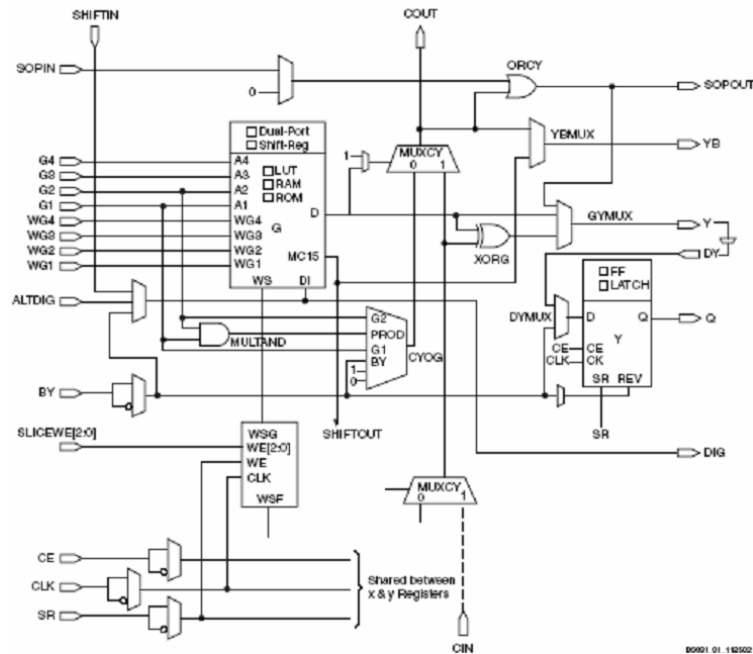 SHIFTIN
COUT
SOPIN
0
ORCY
SOPOUT
Dual-Port
Shift-Reg
YBMUX
YB
G4
G3
G2
G1
WG4
WG3
WG2
WG1
A4
A3
A2
A1
WG4
WG3
WG2
WG1
LUT
RAM
ROM
G
D
MC15
WS
DI
1
MUXCY
0 1
GYMUX
Y
XORG
DY
FF
LATCH
DYMUX
D
Q
Q
Y
CE
CLK
CE
CK
SR REV
SR
ALTDIG
MULTAND
G2
PROD
G1
BY
1
0
CYOG
BY
SHIFTOUT
DIG
SLICEWE[2:0]
WSG
WE[2:0]
WE
CLK
WSF
MUXCY
0 1
CE
CLK
SR
Shared between
x & y Registers
CIN